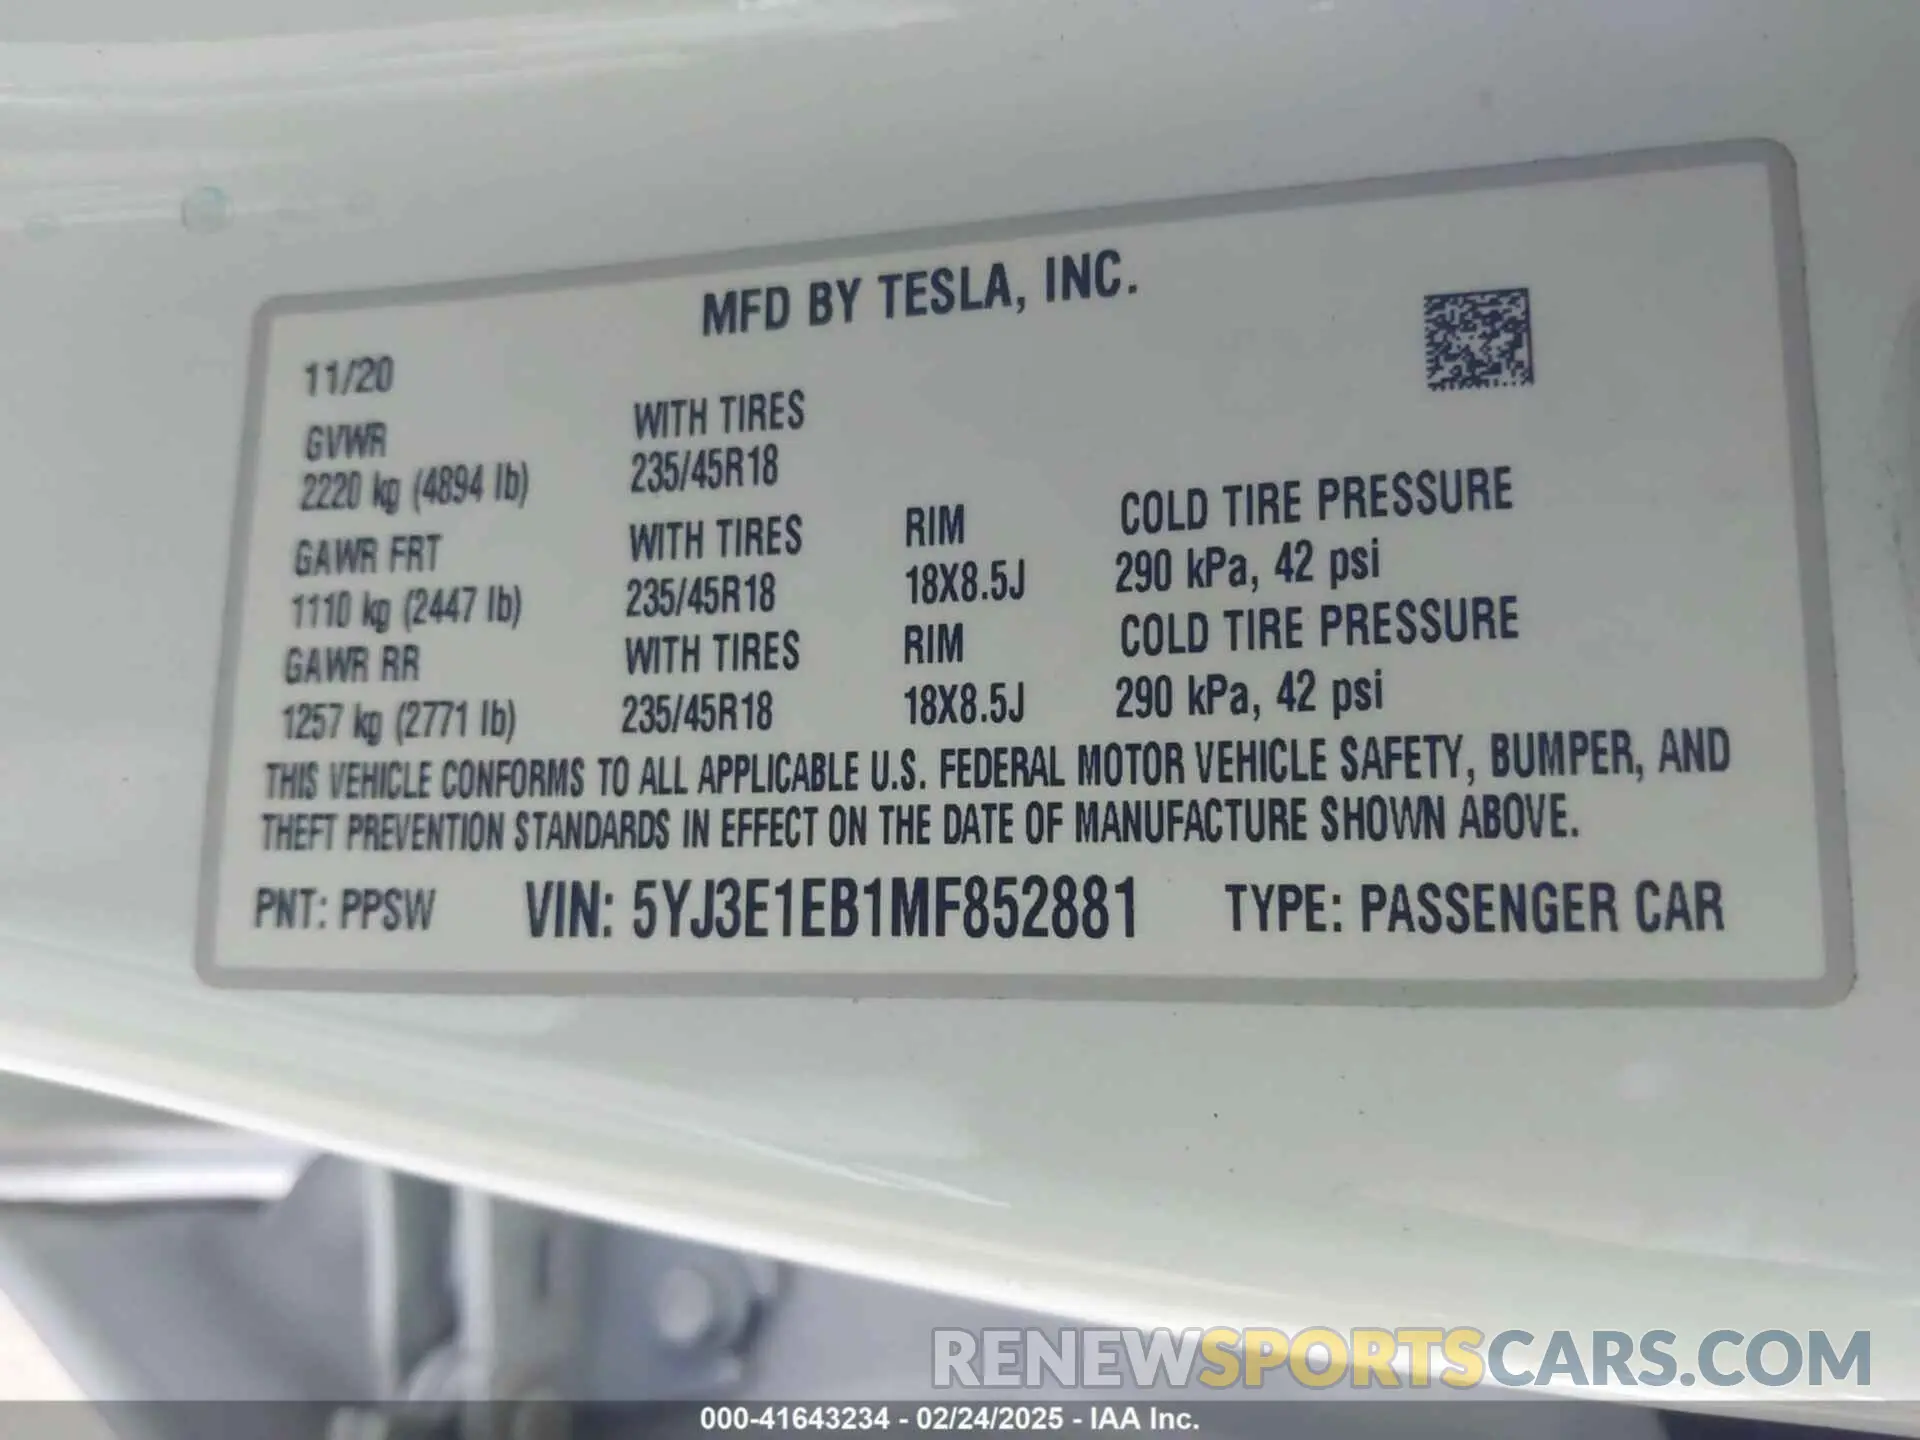 MFD BY TESLA, INC.
11/20
GVWR WITH TIRES
2220 kg (4894 lb) 235/45R18
GAWR FRT WITH TIRES RIM COLD TIRE PRESSURE
1110 kg (2447 lb) 235/45R18 18X8.5J 290 kPa, 42 psi
GAWR RR WITH TIRES RIM COLD TIRE PRESSURE
1257 kg (2771 lb) 235/45R18 18X8.5J 290 kPa, 42 psi
THIS VEHICLE CONFORMS TO ALL APPLICABLE U.S. FEDERAL MOTOR VEHICLE SAFETY, BUMPER, AND
THEFT PREVENTION STANDARDS IN EFFECT ON THE DATE OF MANUFACTURE SHOWN ABOVE.
PNT: PPSW VIN: 5YJ3E1EB1MF852881 TYPE: PASSENGER CAR
RENEWSPORTSCARS.COM
000-41643234 - 02/24/2025 - IAA Inc.